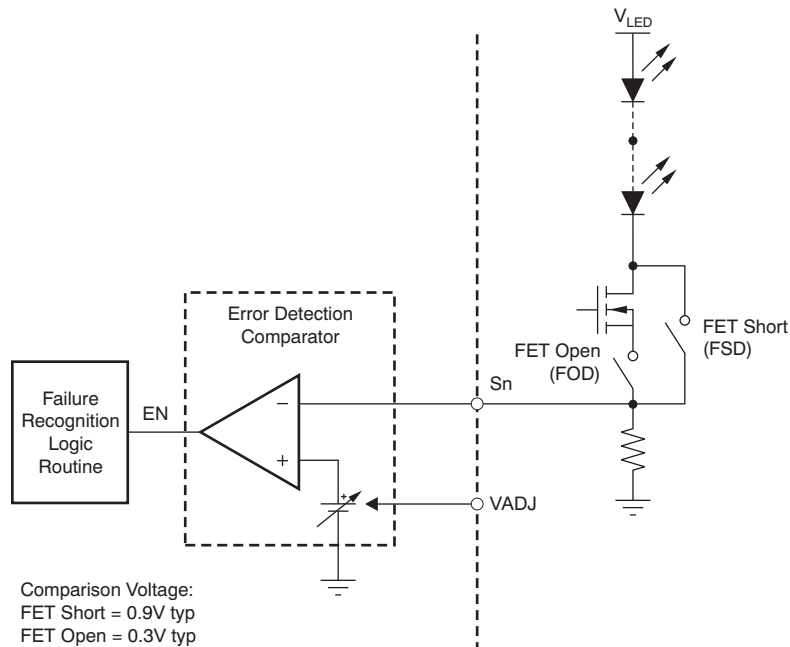 VLED
Error Detection
Comparator
FET Short
(FSD)
FET Open
(FOD)
Sn
Failure
Recognition
Logic
Routine
EN
−
+
+
VADJ
Comparison Voltage:
FET Short = 0.9V typ
FET Open = 0.3V typ